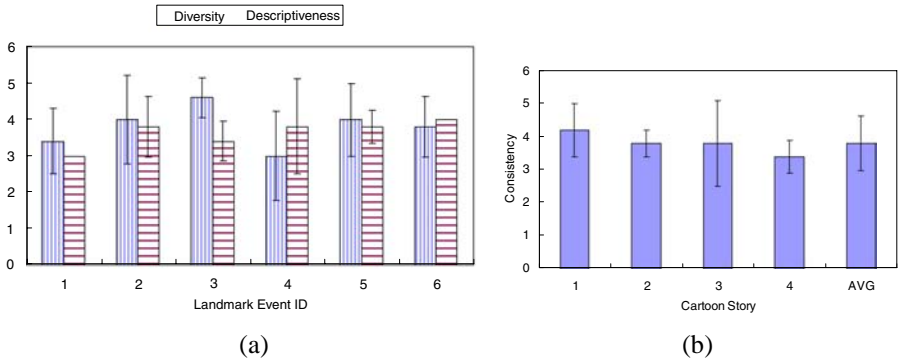 Diversity Descriptiveness
6
5
4
3
2
1
0
1 2 3 4 5 6
Landmark Event ID
(a)
6
5
4
3
2
1
0
Consistency
1 2 3 4 AVG
Cartoon Story
(b)